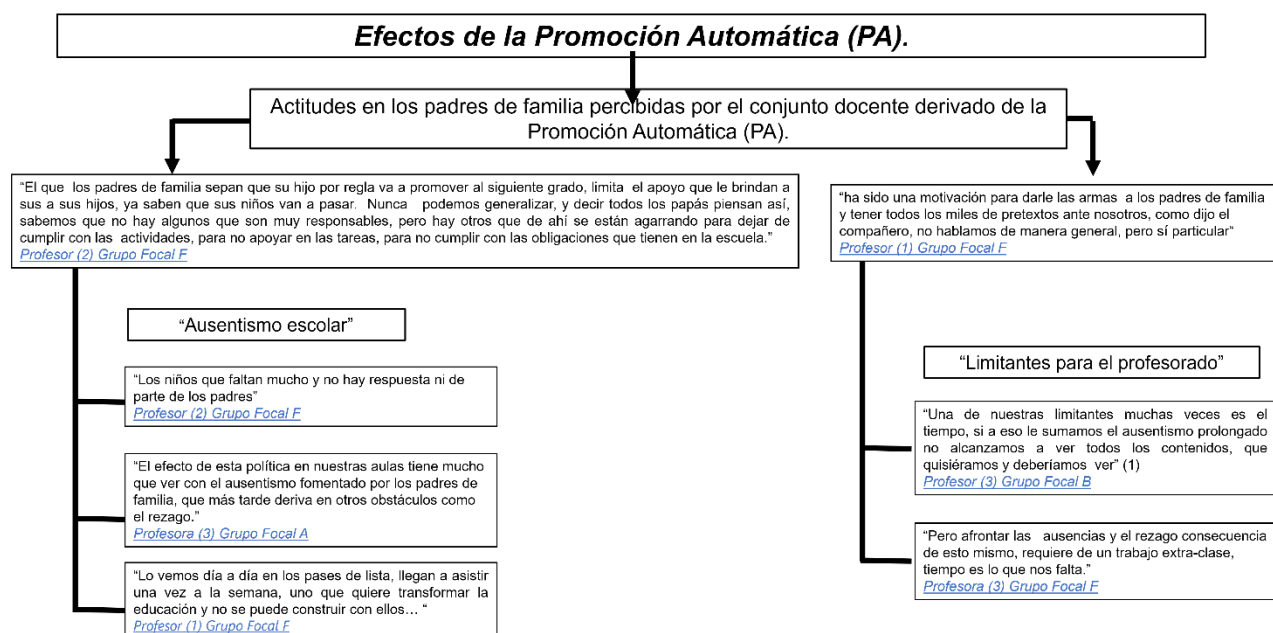 Efectos de la Promoción Automática (PA).
Actitudes en los padres de familia percibidas por el conjunto docente derivado de la
Promoción Automática (PA).
“El que los padres de familia sepan que su hijo por regla va a promover al siguiente grado, limita el apoyo que le brindan a
sus a sus hijos, ya saben que sus niños van a pasar. Nunca podemos generalizar, y decir todos los papás piensan así,
sabemos que no hay algunos que son muy responsables, pero hay otros que de ahí se están agarrando para dejar de
cumplir con las actividades, para no apoyar en las tareas, para no cumplir con las obligaciones que tienen en la escuela.”
Profesor (2) Grupo Focal F
“Ausentismo escolar”
“Los niños que faltan mucho y no hay respuesta ni de
parte de los padres”
Profesor (2) Grupo Focal F
“El efecto de esta política en nuestras aulas tiene mucho
que ver con el ausentismo fomentado por los padres de
familia, que más tarde deriva en otros obstáculos como
el rezago.”
Profesora (3) Grupo Focal A
“Lo vemos día a día en los pases de lista, llegan a asistir
una vez a la semana, uno que quiere transformar la
educación y no se puede construir con ellos… “
Profesor (1) Grupo Focal F
“ha sido una motivación para darle las armas a los padres de familia
y tener todos los miles de pretextos ante nosotros, como dijo el
compañero, no hablamos de manera general, pero sí particular“
Profesor (1) Grupo Focal F
“Limitantes para el profesorado”
“Una de nuestras limitantes muchas veces es el
tiempo, si a eso le sumamos el ausentismo prolongado
no alcanzamos a ver todos los contenidos, que
quisiéramos y deberíamos ver” (1)
Profesor (3) Grupo Focal B
“Pero afrontar las ausencias y el rezago consecuencia
de esto mismo, requiere de un trabajo extra-clase,
tiempo es lo que nos falta.”
Profesora (3) Grupo Focal F